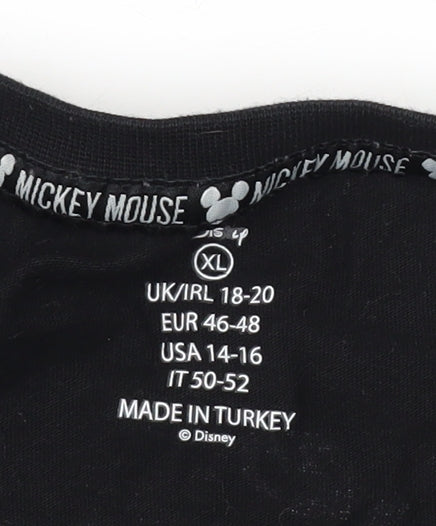 MICKEY MOUSE MICKEY MOUSE
XL
UK/IRL 18-20
EUR 46-48
USA 14-16
IT 50-52
MADE IN TURKEY
© Disney